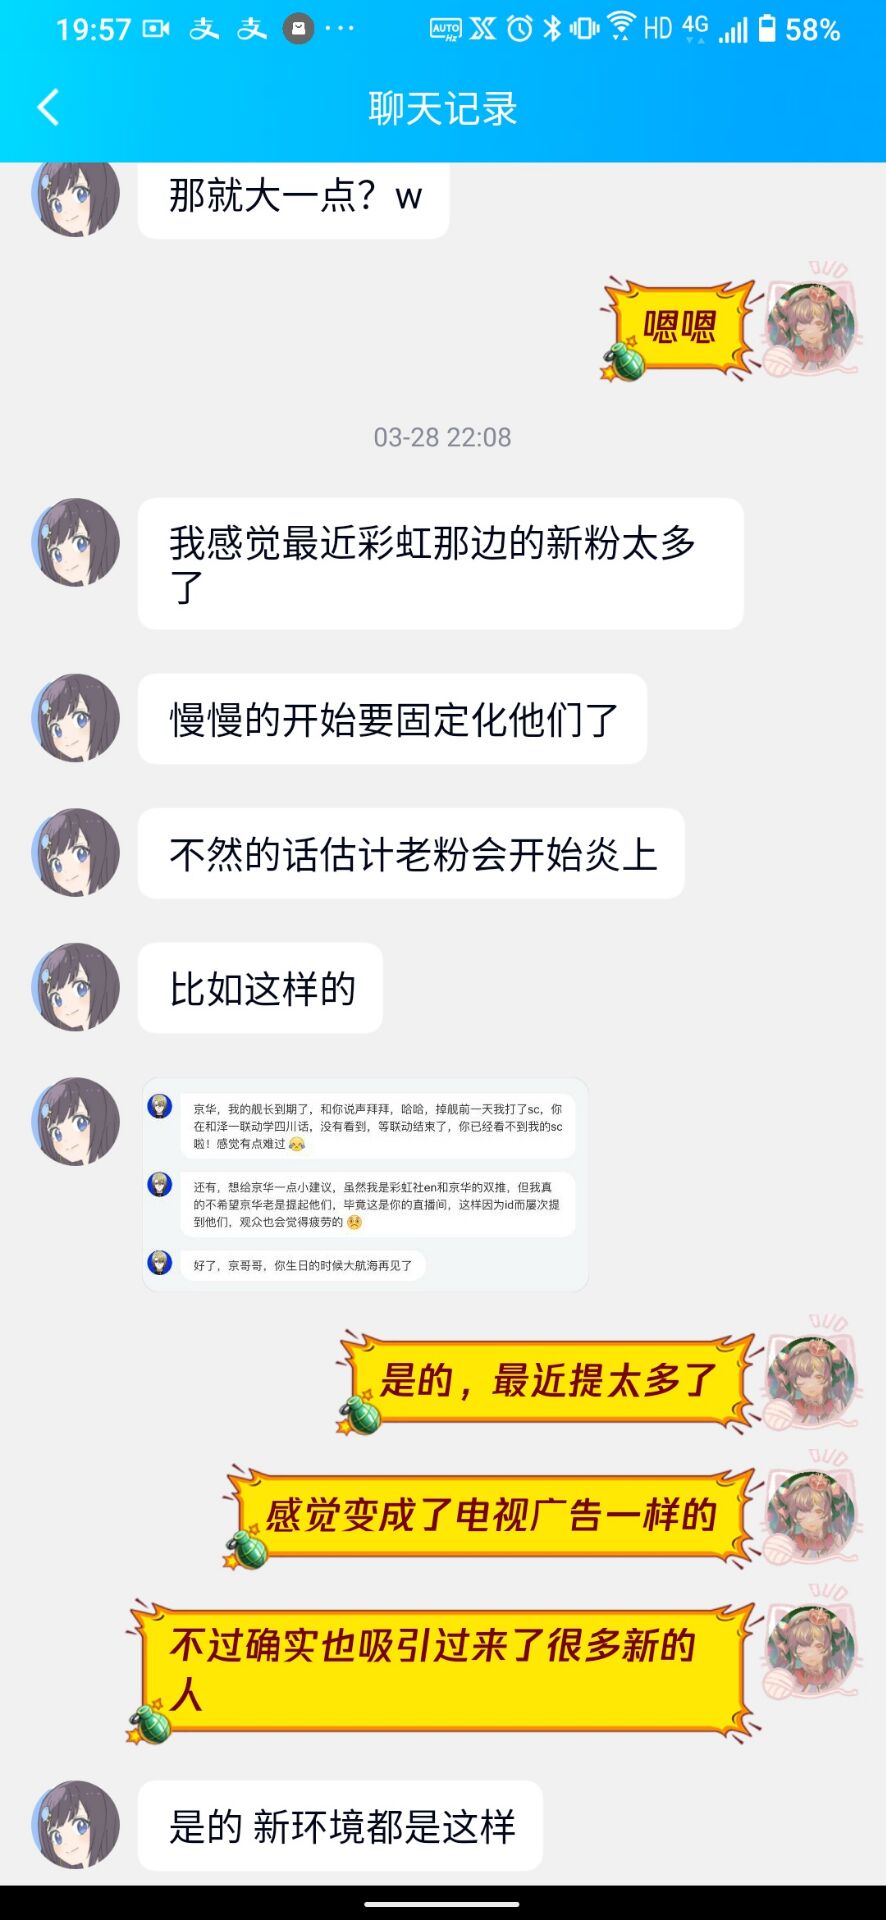 19:57 支 支 ··· AUTO Hz HD 4G 58%
聊天记录
那就大一点？w
嗯嗯
03-28 22:08
我感觉最近彩虹那边的新粉太多
了
慢慢的开始要固定化他们了
不然的话估计老粉会开始炎上
比如这样的
京华，我的舰长到期了，和你说声拜拜，哈哈，掉舰前一天我打了sc，你
在和泽一联动学四川话，没有看到，等联动结束了，你已经看不到我的sc
啦！感觉有点难过😹
还有，想给京华一点小建议，虽然我是彩虹社en和京华的双推，但我真
的不希望京华老是提起他们，毕竟这是你的直播间，这样因为id而屡次提
到他们，观众也会觉得疲劳的😟
好了，京哥哥，你生日的时候大航海再见了
是的，最近提太多了
感觉变成了电视广告一样的
不过确实也吸引过来了很多新的
人
是的 新环境都是这样